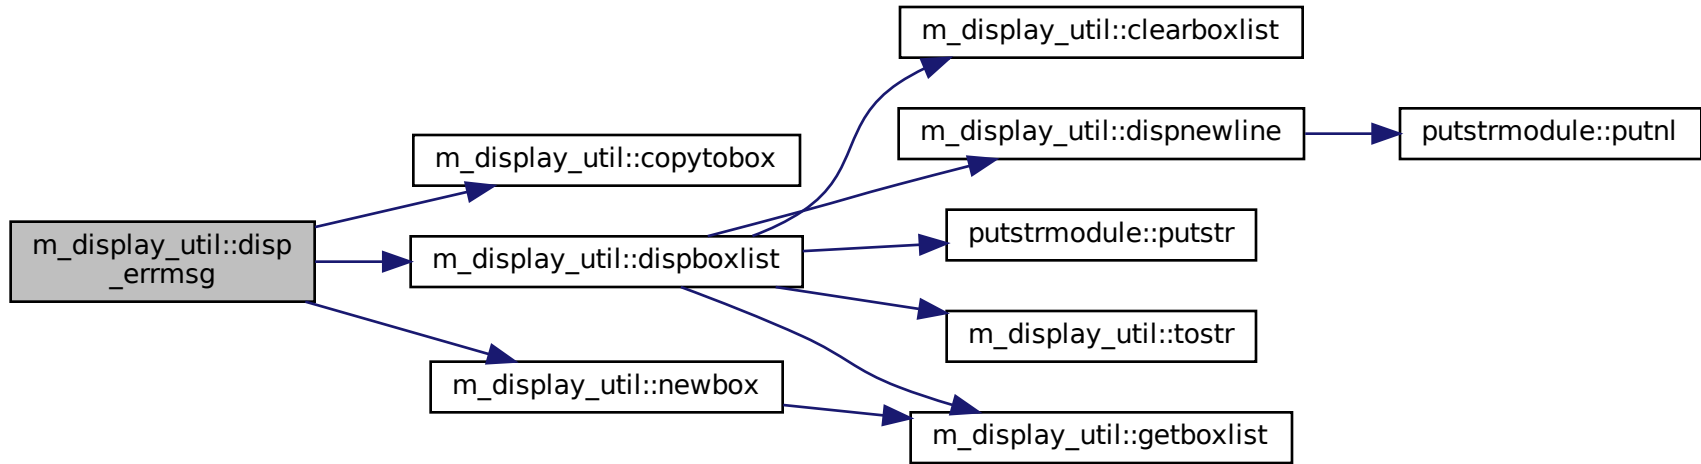 m_display_util::clearboxlist
m_display_util::dispnewline
putstrmodule::putnl
m_display_util::copytobox
putstrmodule::putstr
m_display_util::disp
_errmsg
m_display_util::dispboxlist
m_display_util::tostr
m_display_util::newbox
m_display_util::getboxlist